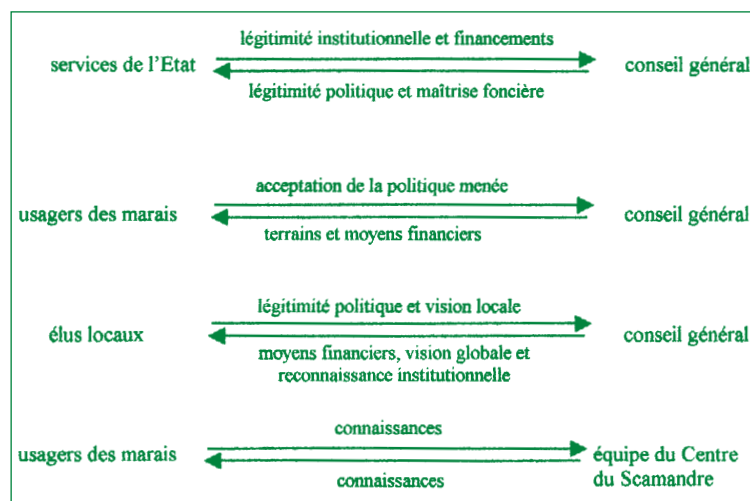 légitimité institutionnelle et financements
services de l'Etat
conseil général
légitimité politique et maîtrise foncière
acceptation de la politique menée
usagers des marais
conseil général
terrains et moyens financiers
légitimité politique et vision locale
élus locaux
conseil général
moyens financiers, vision globale et
reconnaissance institutionnelle
connaissances
usagers des marais
équipe du Centre
du Scamandre
connaissances